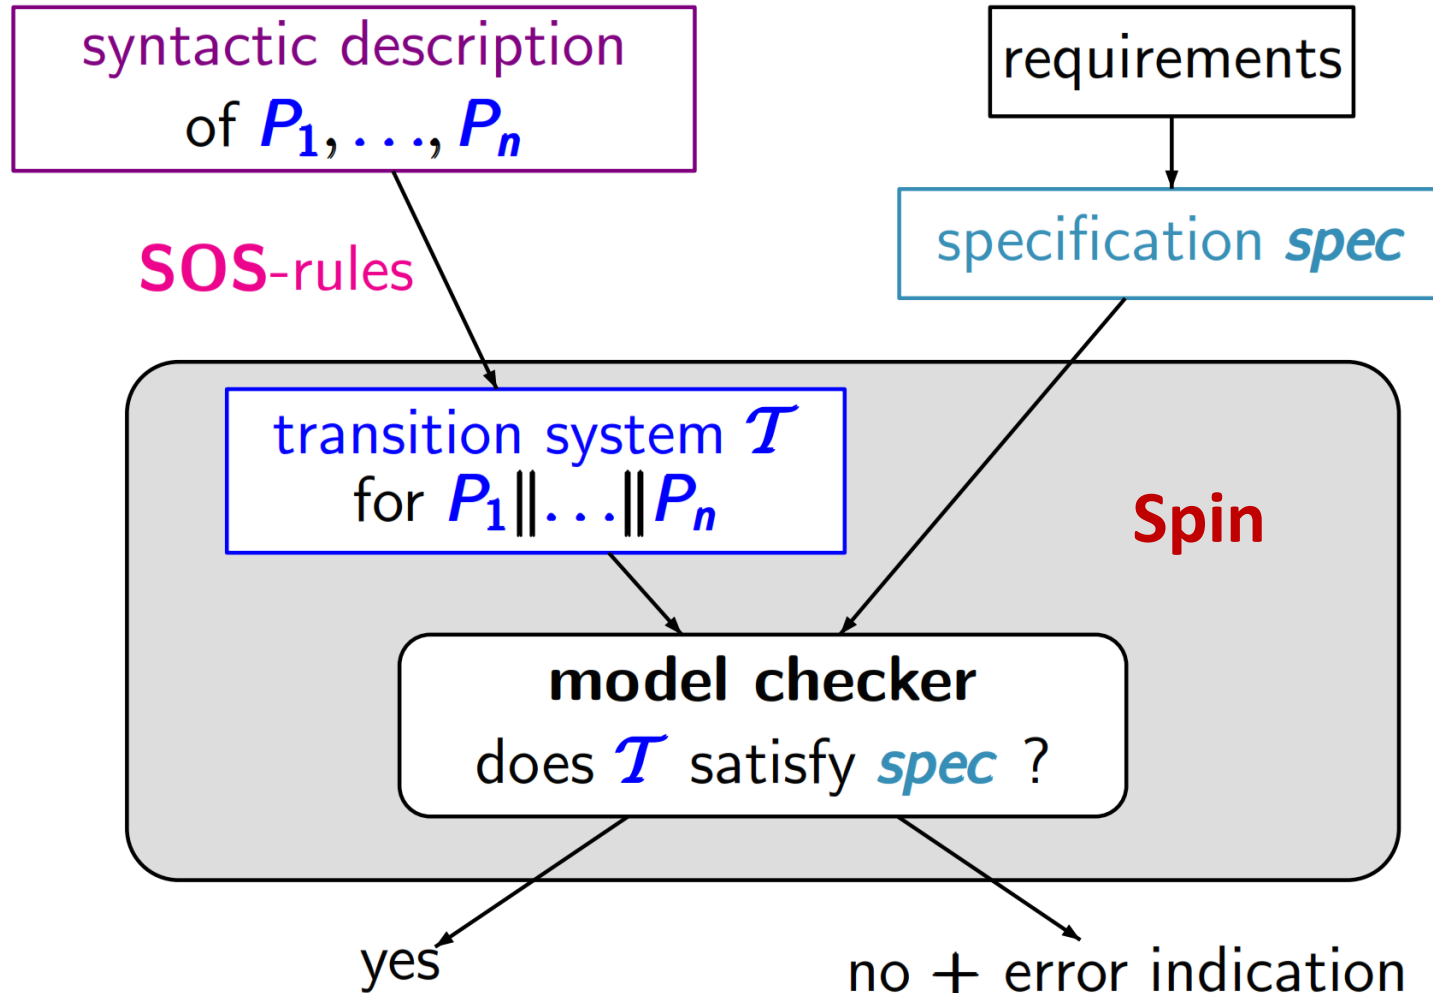 syntactic description
of P₁, ..., Pₙ
requirements
SOS-rules
specification spec
transition system 𝒯
for P₁‖...‖Pₙ
Spin
model checker
does 𝒯 satisfy spec ?
yes
no + error indication